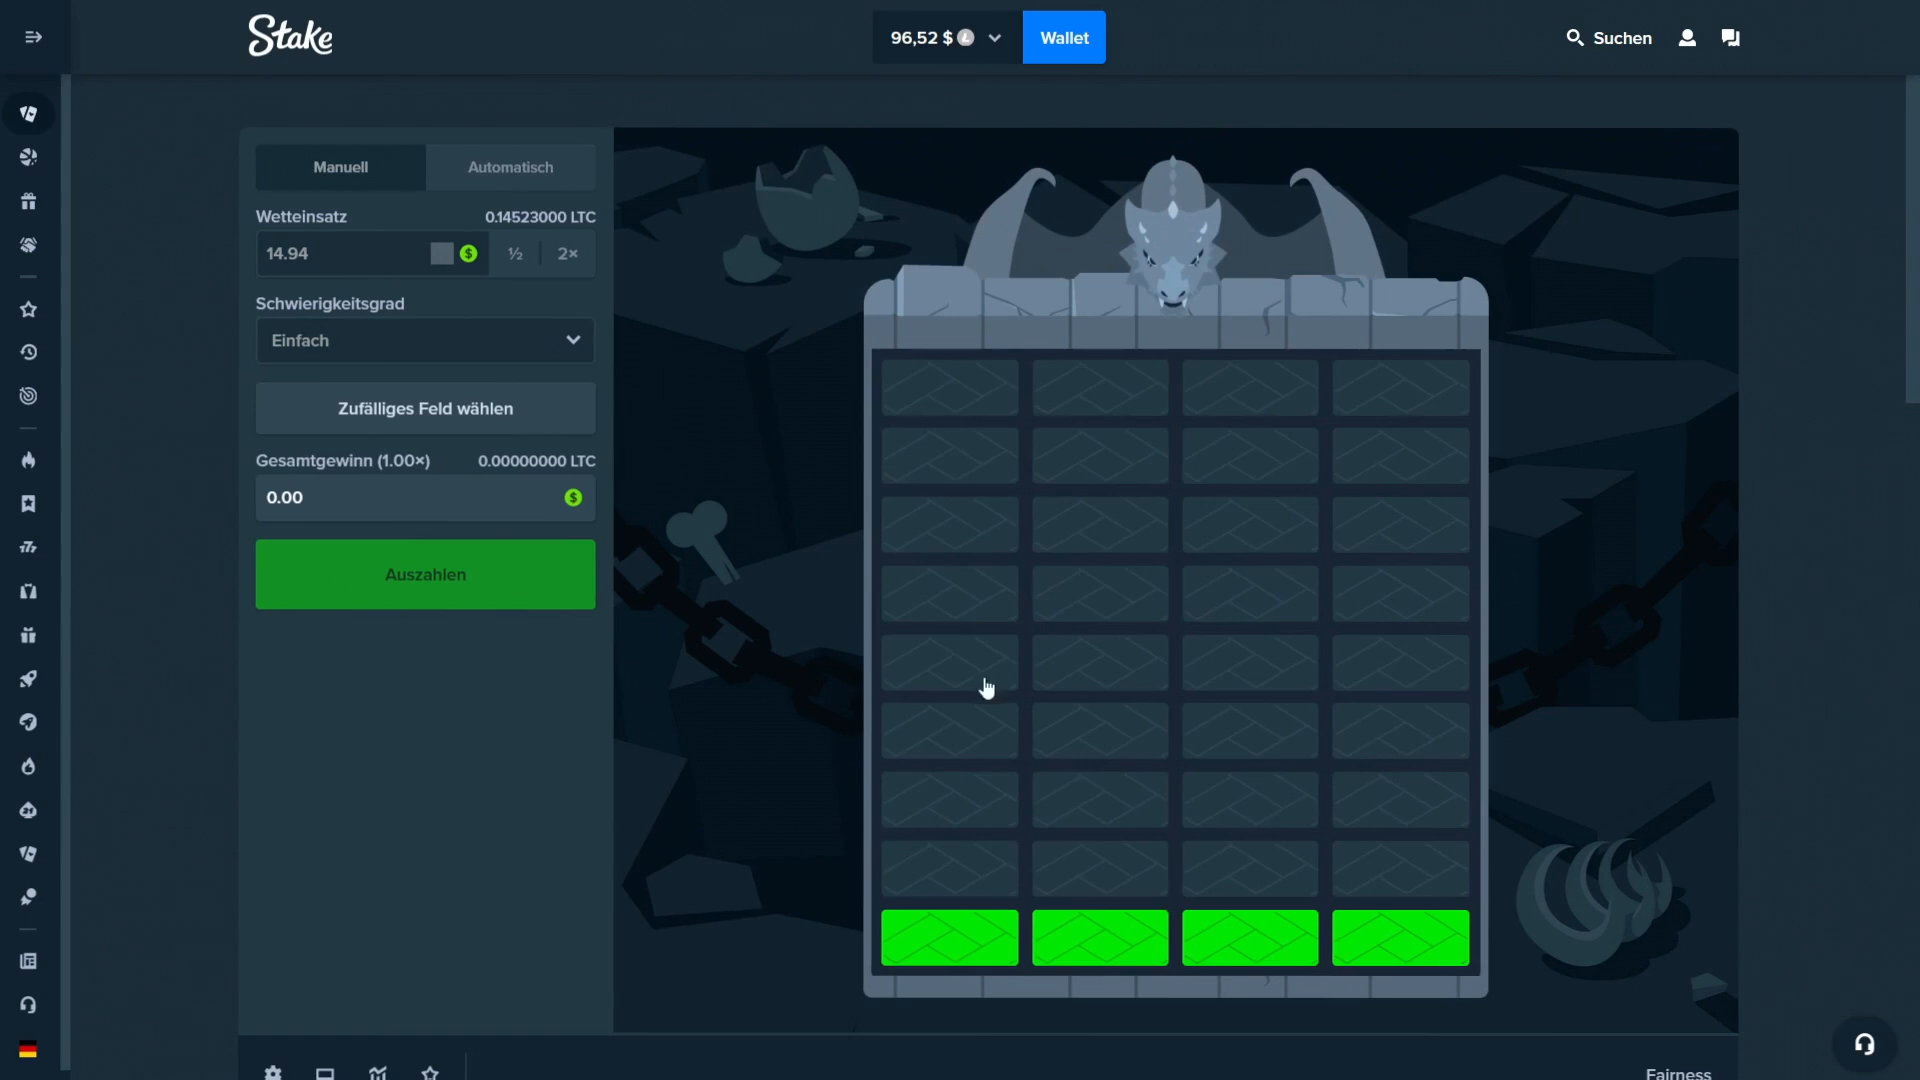 Stake
96,52 $
Wallet
Suchen
Manuell
Automatisch
Wetteinsatz
0.14523000 LTC
14.94
$
½
2×
Schwierigkeitsgrad
Einfach
Zufälliges Feld wählen
Gesamtgewinn (1.00×)
0.00000000 LTC
0.00
$
Auszahlen
Fairness